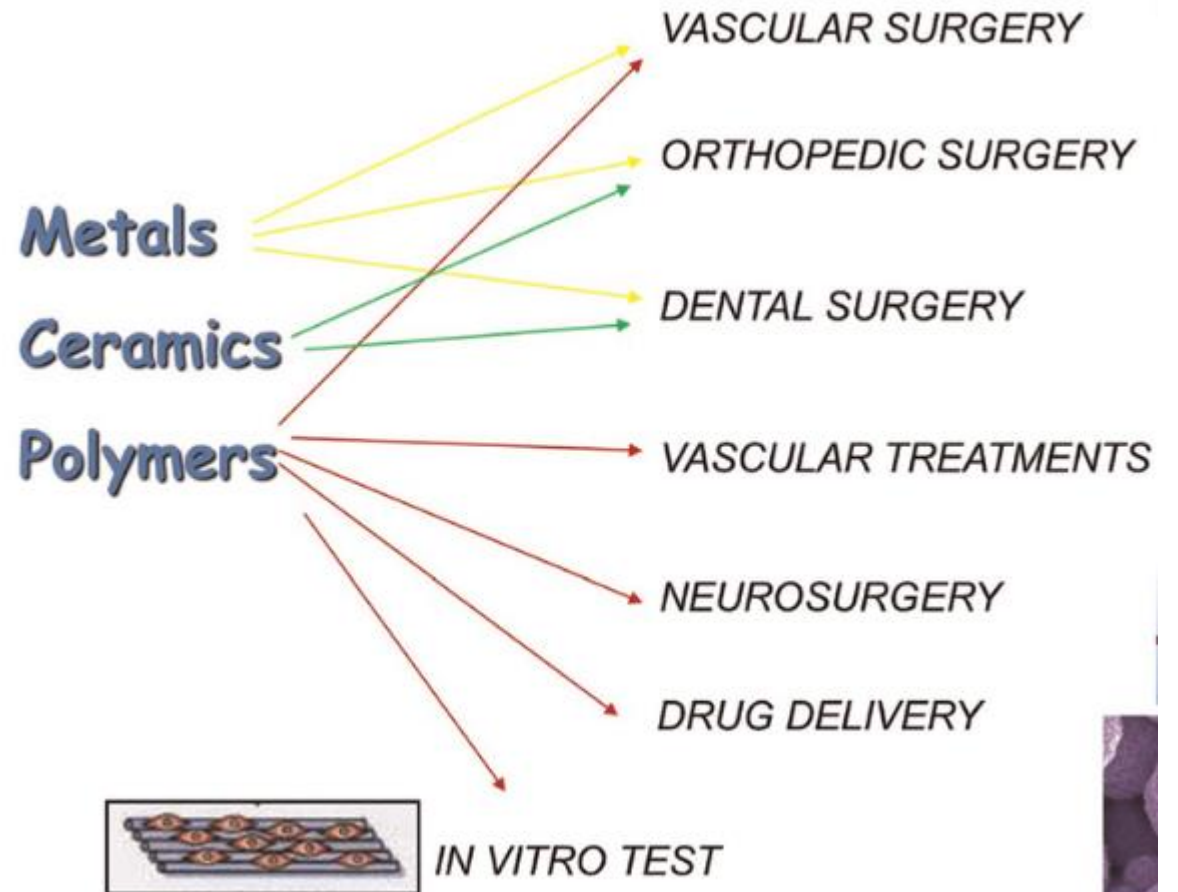 VASCULAR SURGERY
ORTHOPEDIC SURGERY
Metals
DENTAL SURGERY
Ceramics
Polymers
VASCULAR TREATMENTS
NEUROSURGERY
DRUG DELIVERY
IN VITRO TEST